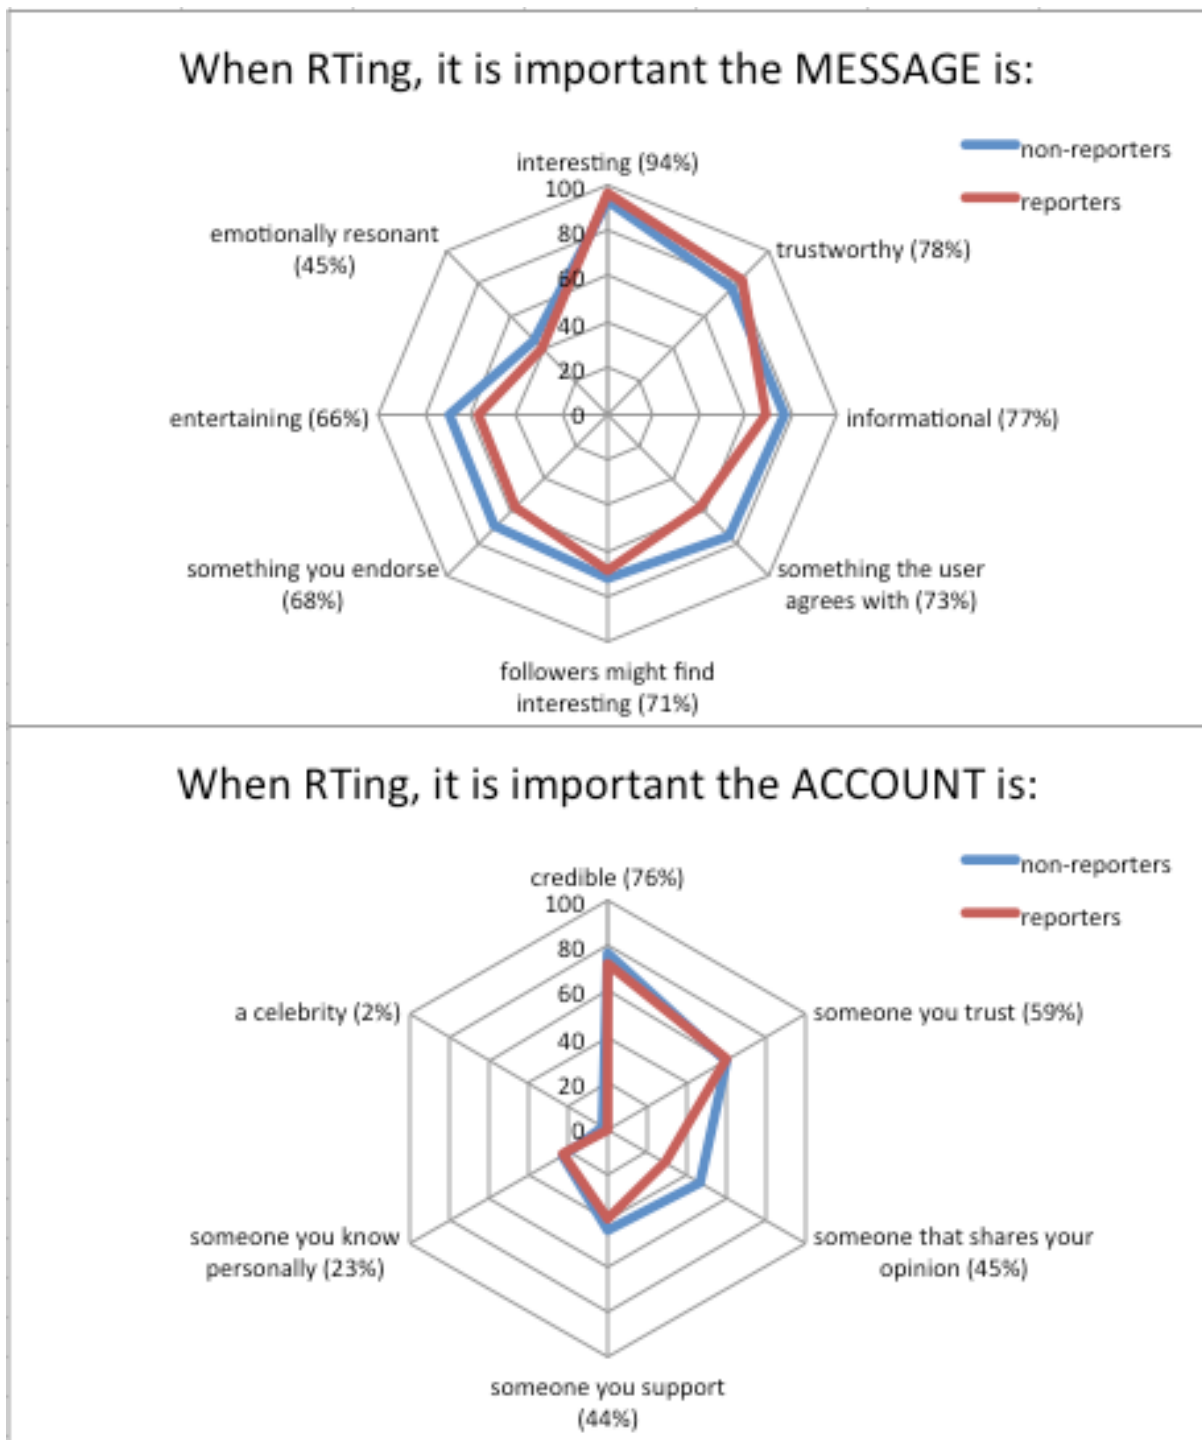 When RTing, it is important the MESSAGE is:
non-reporters
reporters
interesting (94%)
trustworthy (78%)
informational (77%)
something the user
agrees with (73%)
followers might find
interesting (71%)
something you endorse
(68%)
entertaining (66%)
emotionally resonant
(45%)
100
80
60
40
20
0
When RTing, it is important the ACCOUNT is:
non-reporters
reporters
credible (76%)
someone you trust (59%)
someone that shares your
opinion (45%)
someone you support
(44%)
someone you know
personally (23%)
a celebrity (2%)
100
80
60
40
20
0